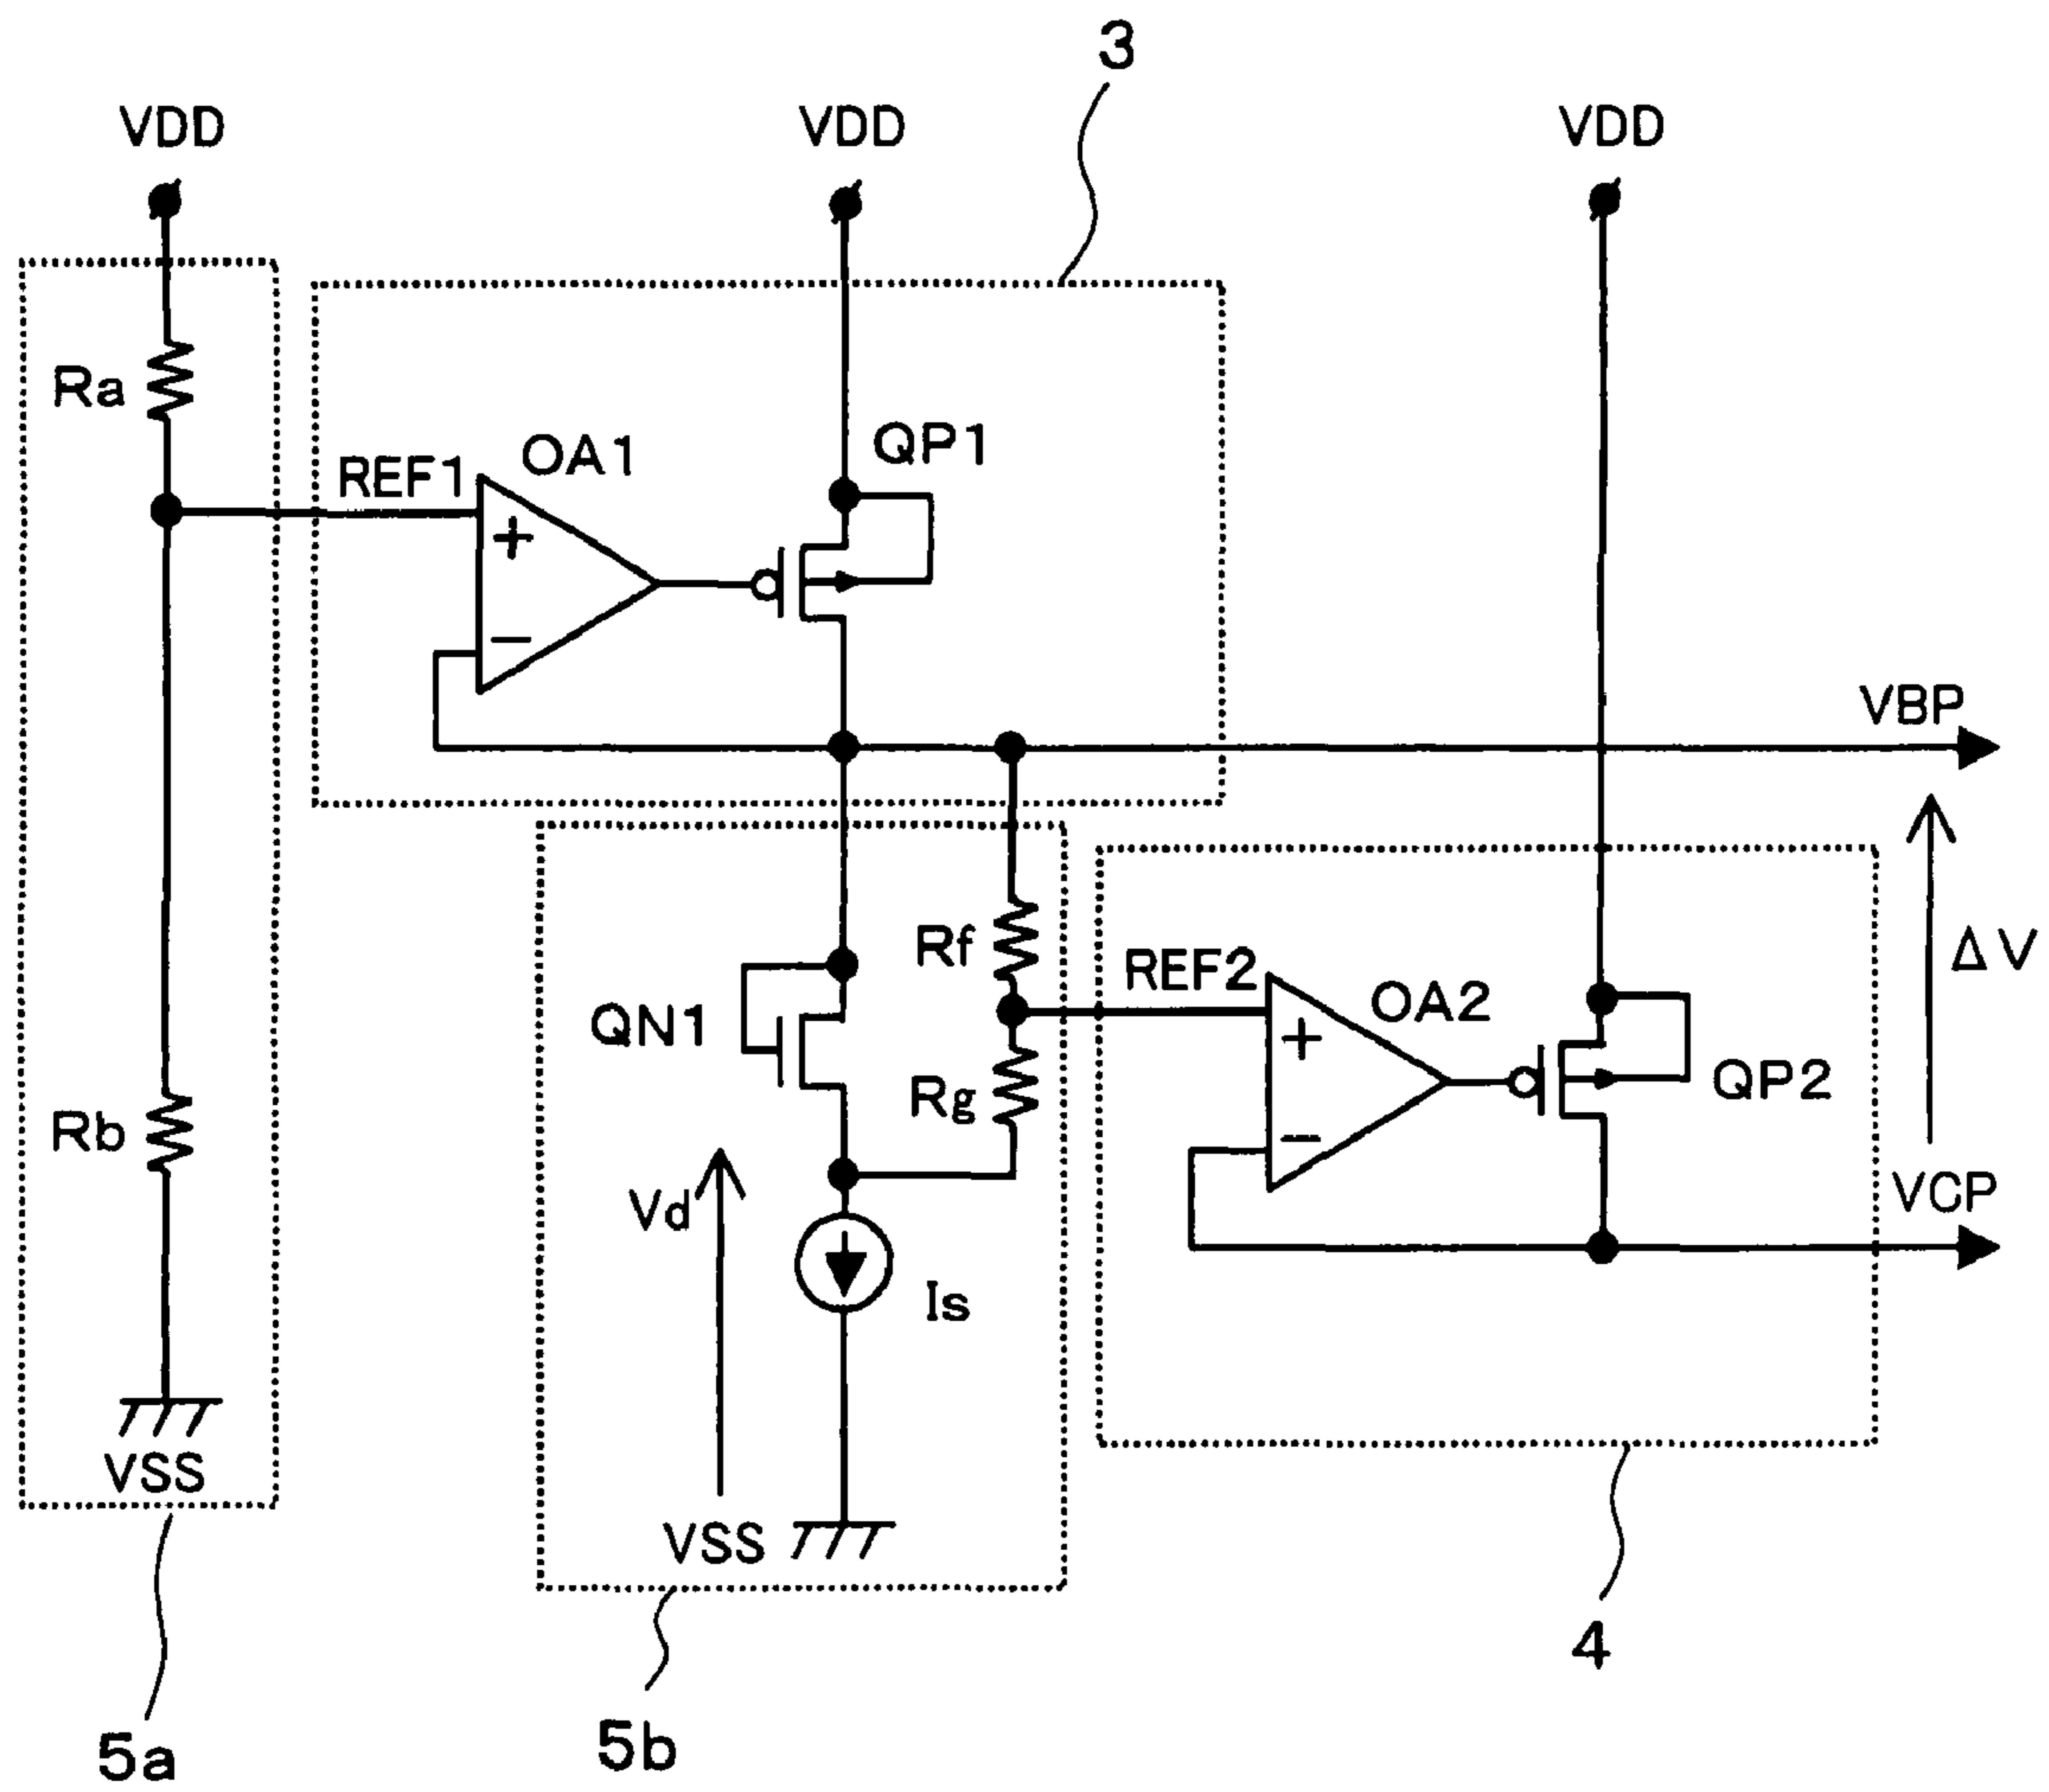 3
VDD
VDD
VDD
Ra
REF1
OA1
+
−
QP1
VBP
Rf
REF2
OA2
+
−
QP2
ΔV
QN1
Rg
Rb
Vd
Is
VCP
VSS
VSS
4
5a
5b